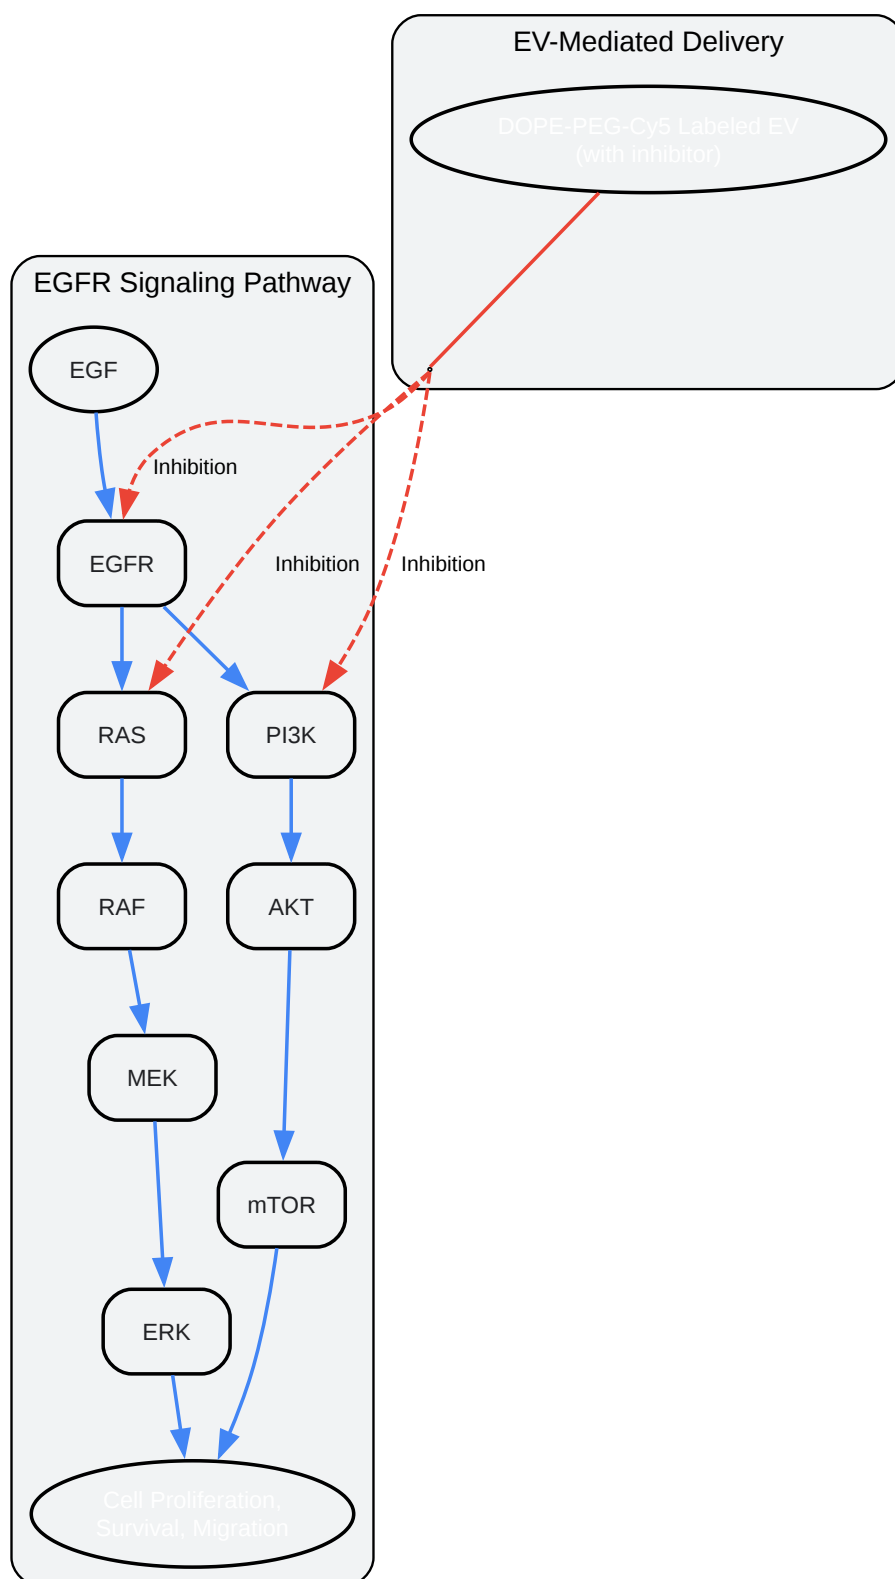 EV-Mediated Delivery
DOPE-PEG-Cy5 Labeled EV
(with inhibitor)
EGFR Signaling Pathway
EGF
Inhibition
EGFR
Inhibition
Inhibition
RAS
PI3K
RAF
AKT
MEK
mTOR
ERK
Cell Proliferation,
Survival, Migration